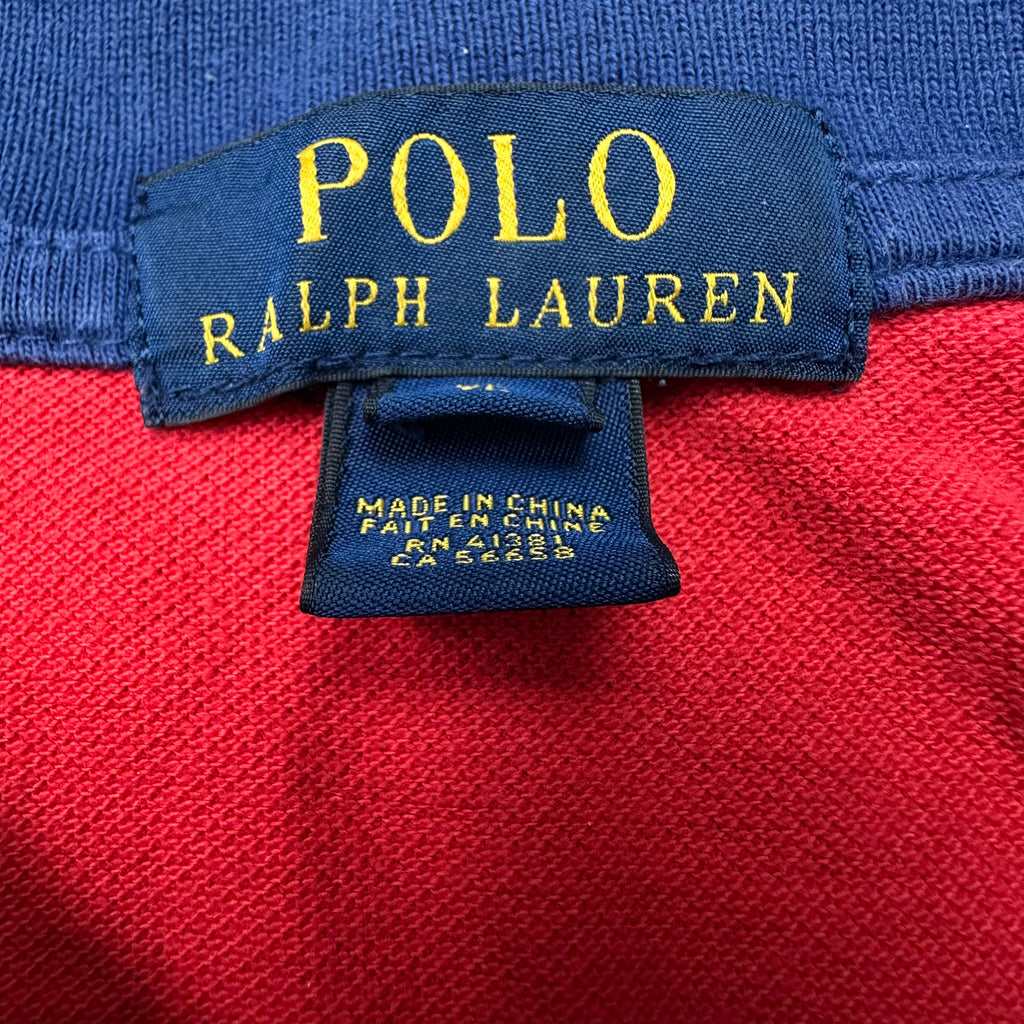 POLO
RALPH LAUREN
MADE IN CHINA
FAIT EN CHINE
RN 41381
CA 56658